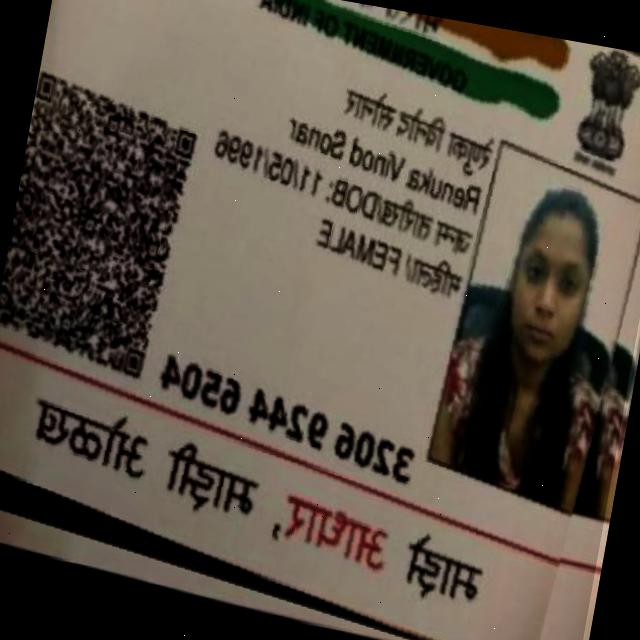 GOVERNMENT OF INDIA
रेणुका विनोद सोनार
Renuka Vinod Sonar
जन्म तारीख/DOB: 11/05/1996
महिला/ FEMALE
3206 9244 6504
माझे आधार, माझी ओळख